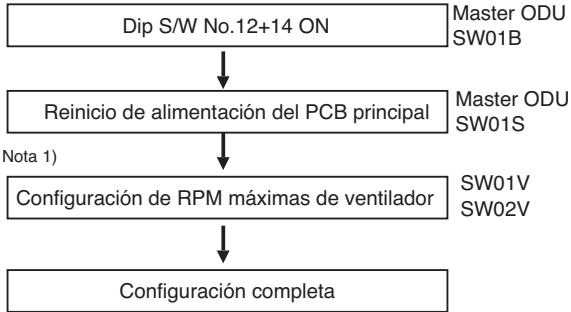 Dip S/W No.12+14 ON
Master ODU
SW01B
Reinicio de alimentación del PCB principal
Master ODU
SW01S
Nota 1)
Configuración de RPM máximas de ventilador
SW01V
SW02V
Configuración completa